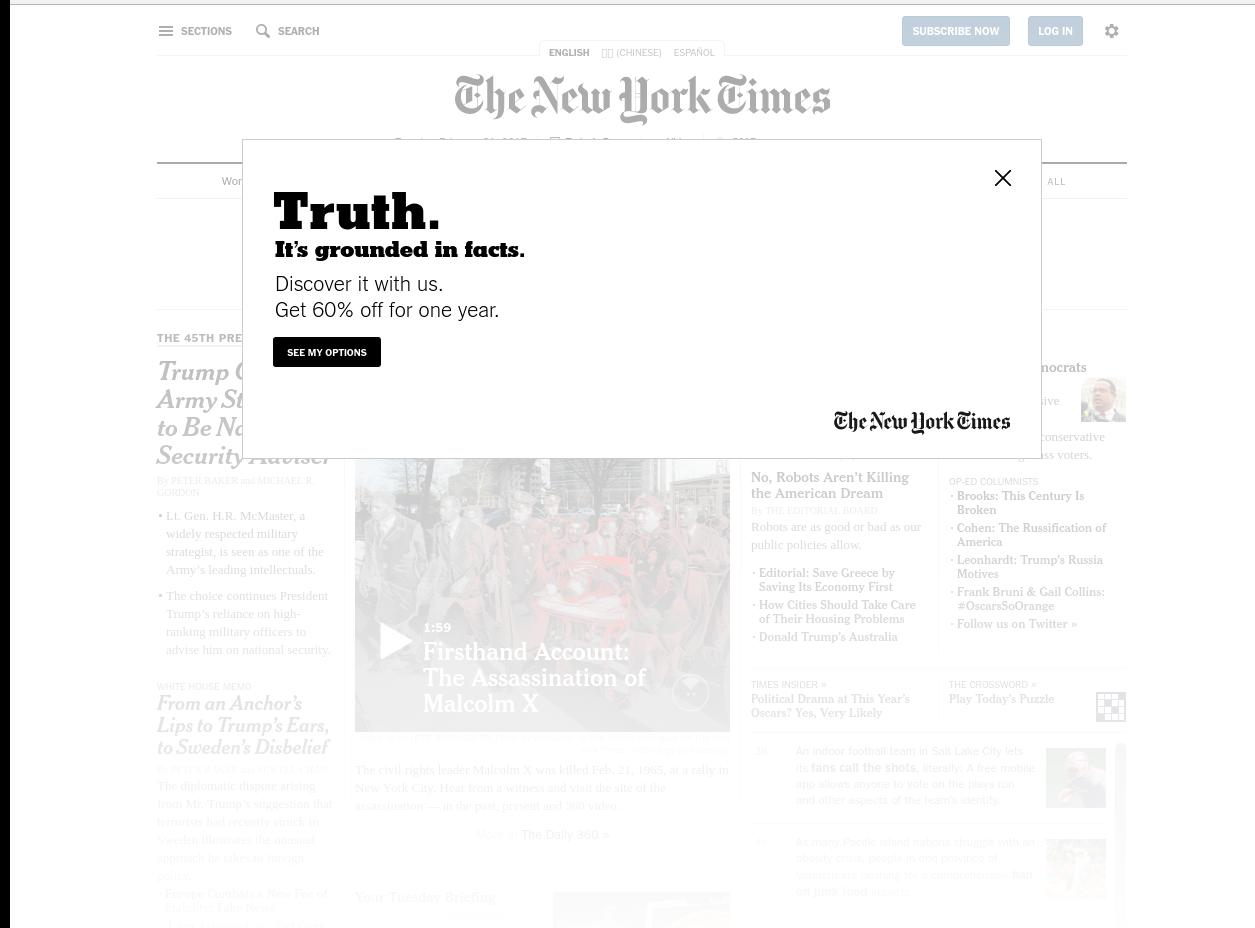 SECTIONS
SEARCH
SUBSCRIBE NOW
LOG IN
ENGLISH
(CHINESE)
ESPAÑOL
The New York Times
Wor
ALL
Truth.
It's grounded in facts.
Discover it with us.
Get 60% off for one year.
SEE MY OPTIONS
The New York Times
THE 45TH PRE
Trump
Army St
to Be Na
Security Adviser
By PETER BAKER and MICHAEL R.
GORDON
• Lt. Gen. H.R. McMaster, a
widely respected military
strategist, is seen as one of the
Army's leading intellectuals.
• The choice continues President
Trump's reliance on high-
ranking military officers to
advise him on national security.
WHITE HOUSE MEMO
From an Anchor's
Lips to Trump's Ears,
to Sweden's Disbelief
By PETER BAKER and
The diplomatic dispute arising
from Mr. Trump's suggestion that
terrorists had recently struck in
Sweden illustrates the unusual
approach he takes to foreign
policy.
· Europe Combats a New Foe of
Stability: Fake News
1:59
Firsthand Account:
The Assassination of
Malcolm X
The civil rights leader Malcolm X was killed Feb. 21, 1965, at a rally in
New York City. Hear from a witness and visit the site of the
assassination — in the past, present and 360 video.
More in The Daily 360 »
Your Tuesday Briefing
No, Robots Aren't Killing
the American Dream
By THE EDITORIAL BOARD
Robots are as good or bad as our
public policies allow.
· Editorial: Save Greece by
Saving Its Economy First
· How Cities Should Take Care
of Their Housing Problems
· Donald Trump's Australia
mocrats
sive
conservative
ss voters.
OP-ED COLUMNISTS
· Brooks: This Century Is
Broken
· Cohen: The Russification of
America
· Leonhardt: Trump's Russia
Motives
· Frank Bruni & Gail Collins:
#OscarsSoOrange
· Follow us on Twitter »
TIMES INSIDER »
Political Drama at This Year's
Oscars? Yes, Very Likely
THE CROSSWORD »
Play Today's Puzzle
An indoor football team in Salt Lake City lets
its fans call the shots, literally: A free mobile
app allows anyone to vote on the plays run
and other aspects of the team's identity.
As many Pacific island nations struggle with an
obesity crisis, people in one province of
Vanuatu are pushing for a comprehensive ban
on junk food imports.